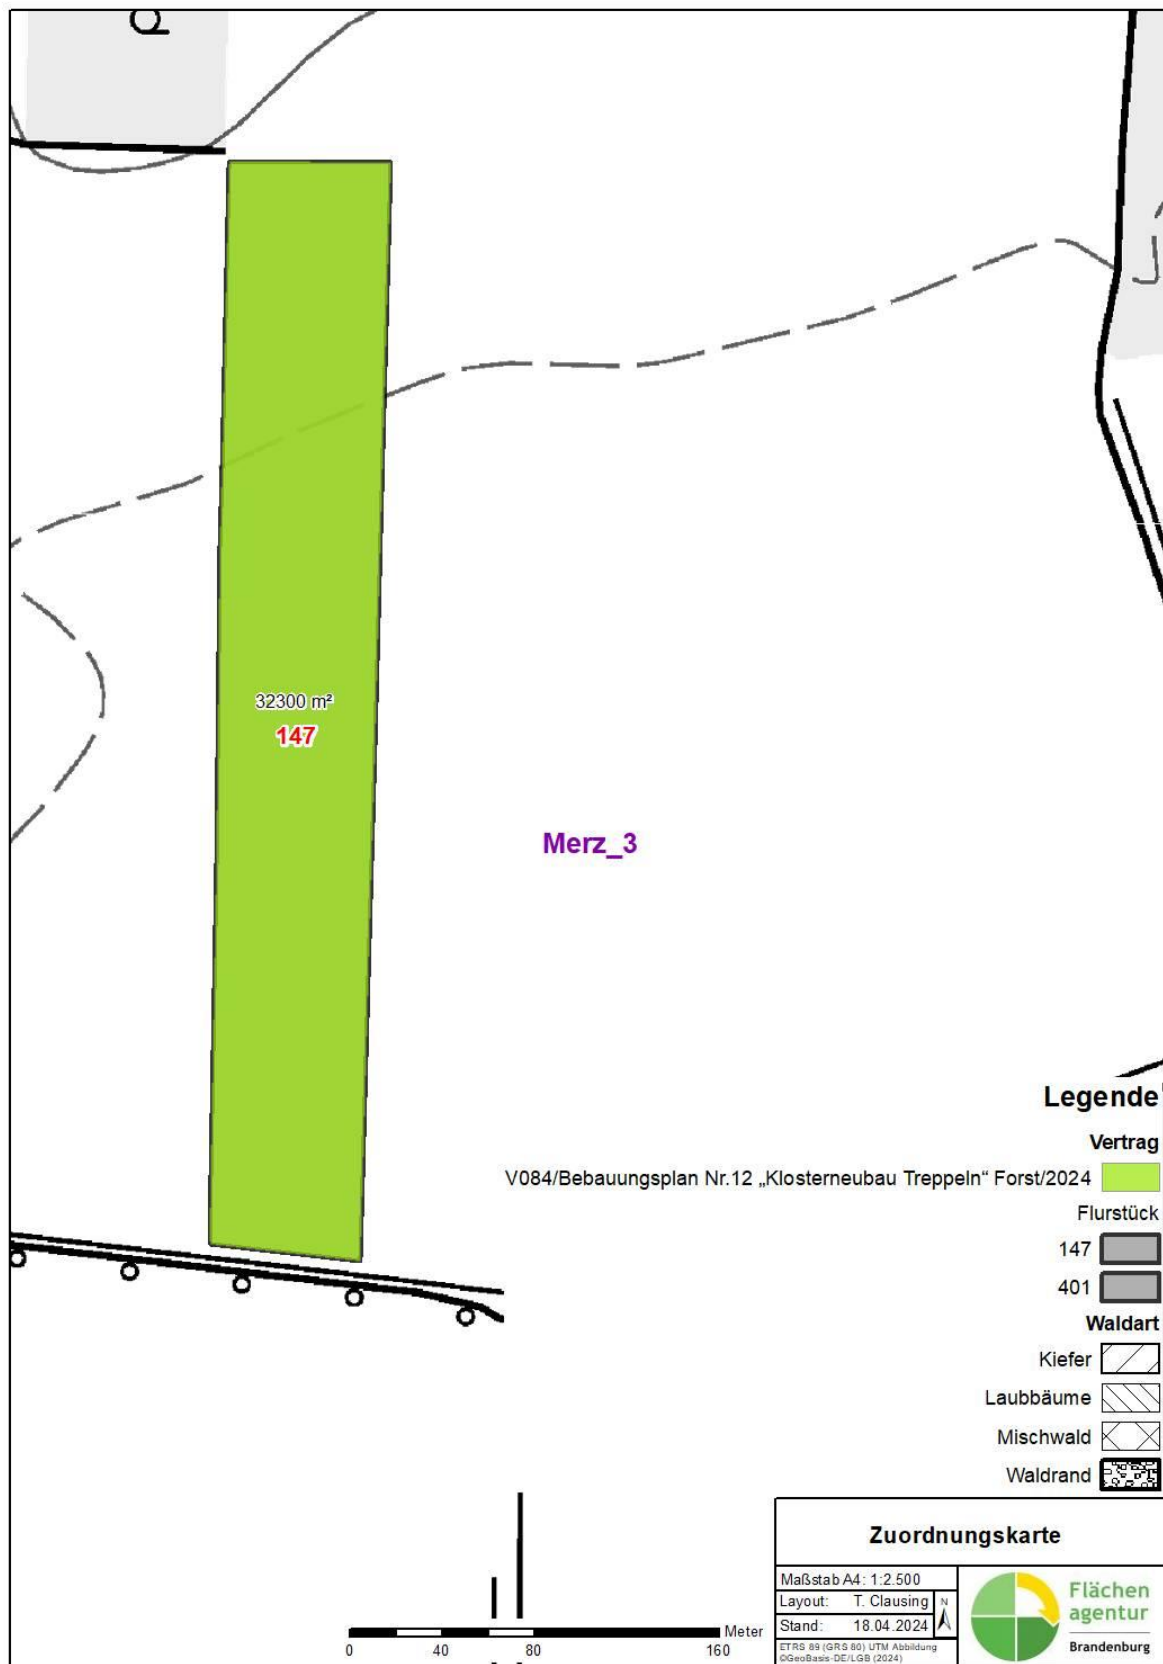 32300 m²
147
Merz_3
Legende
Vertrag
V084/Bebauungsplan Nr.12 „Klosterneubau Treppeln“ Forst/2024
Flurstück
147
401
Waldart
Kiefer
Laubbäume
Mischwald
Waldrand
Zuordnungskarte
Maßstab A4: 1:2.500
Layout: T. Clausing
Stand: 18.04.2024
N
ETRS 89 (GRS 80) UTM Abbildung
©GeoBasis-DE/LGB (2024)
Flächen
agentur
Brandenburg
Meter
0 40 80 160